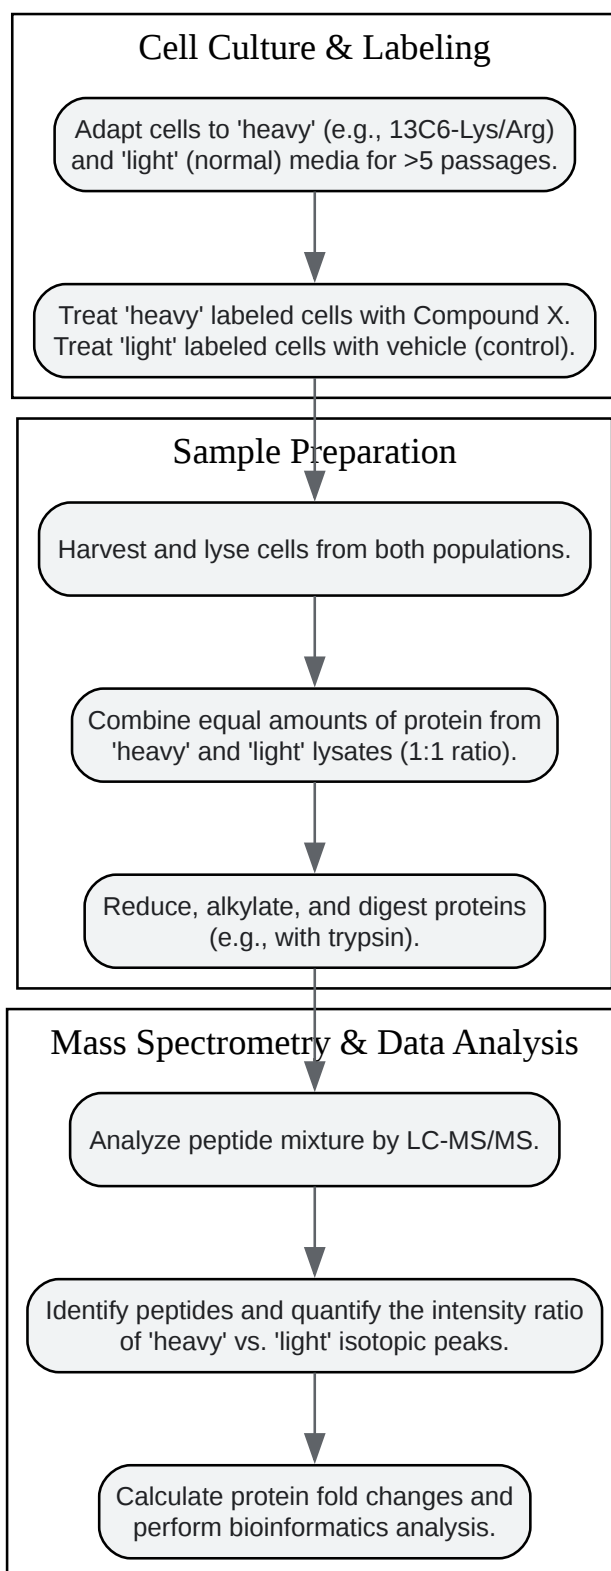 Cell Culture & Labeling
Adapt cells to 'heavy' (e.g., 13C6-Lys/Arg)
and 'light' (normal) media for >5 passages.
Treat 'heavy' labeled cells with Compound X.
Treat 'light' labeled cells with vehicle (control).
Sample Preparation
Harvest and lyse cells from both populations.
Combine equal amounts of protein from
'heavy' and 'light' lysates (1:1 ratio).
Reduce, alkylate, and digest proteins
(e.g., with trypsin).
Mass Spectrometry & Data Analysis
Analyze peptide mixture by LC-MS/MS.
Identify peptides and quantify the intensity ratio
of 'heavy' vs. 'light' isotopic peaks.
Calculate protein fold changes and
perform bioinformatics analysis.